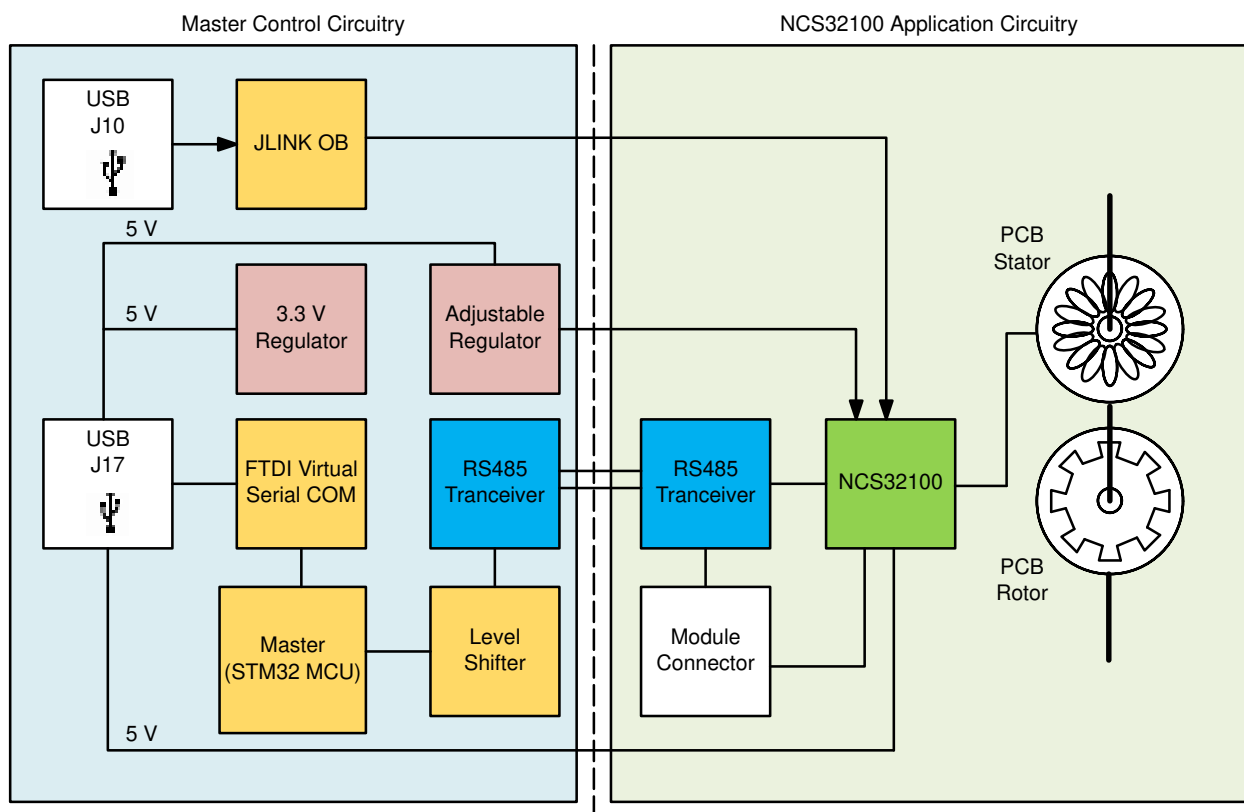 Master Control Circuitry
NCS32100 Application Circuitry
USB
J10
JLINK OB
5 V
5 V
3.3 V
Regulator
Adjustable
Regulator
PCB
Stator
USB
J17
FTDI Virtual
Serial COM
RS485
Tranceiver
RS485
Tranceiver
NCS32100
PCB
Rotor
Master
(STM32 MCU)
Level
Shifter
Module
Connector
5 V